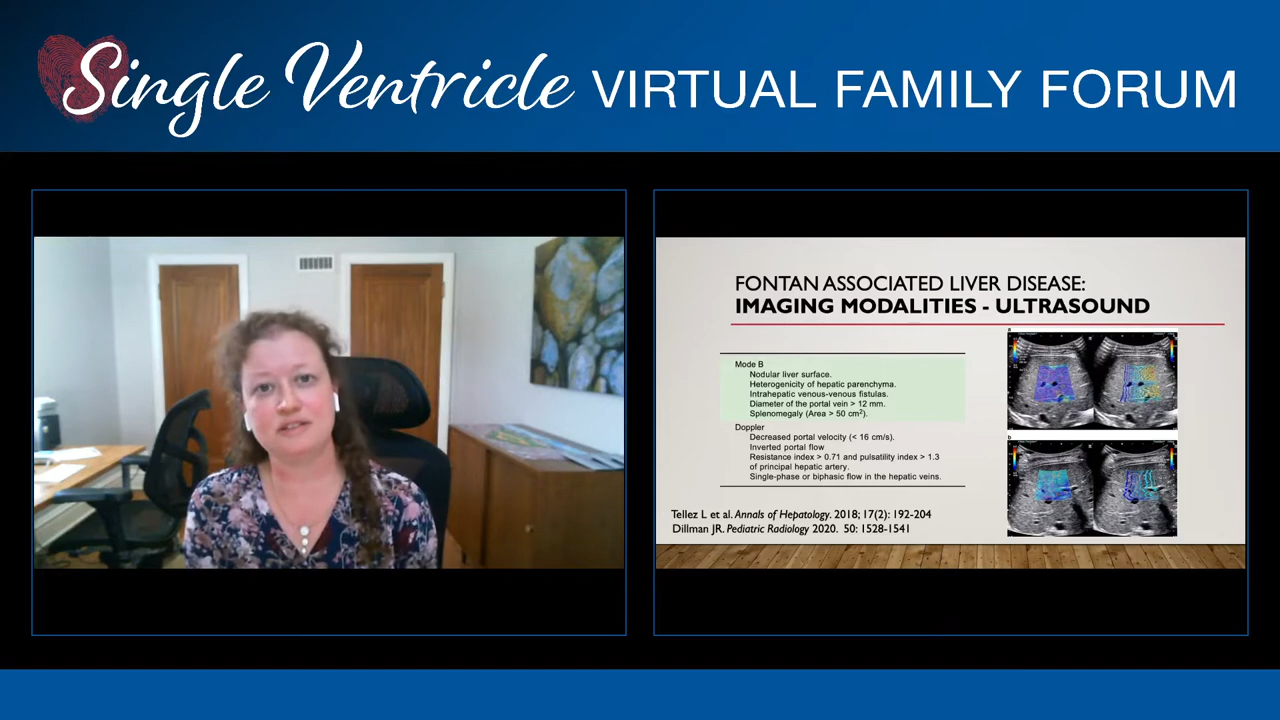 Single Ventricle VIRTUAL FAMILY FORUM
FONTAN ASSOCIATED LIVER DISEASE:
IMAGING MODALITIES - ULTRASOUND
Mode B
Nodular liver surface.
Heterogenicity of hepatic parenchyma.
Intrahepatic venous-venous fistulas.
Diameter of the portal vein > 12 mm.
Splenomegaly (Area > 50 cm²).
Doppler
Decreased portal velocity (< 16 cm/s).
Inverted portal flow
Resistance index > 0.71 and pulsatility index > 1.3
of principal hepatic artery.
Single-phase or biphasic flow in the hepatic veins.
Tellez L et al. Annals of Hepatology. 2018; 17(2): 192-204
Dillman JR. Pediatric Radiology 2020. 50: 1528-1541
a
b